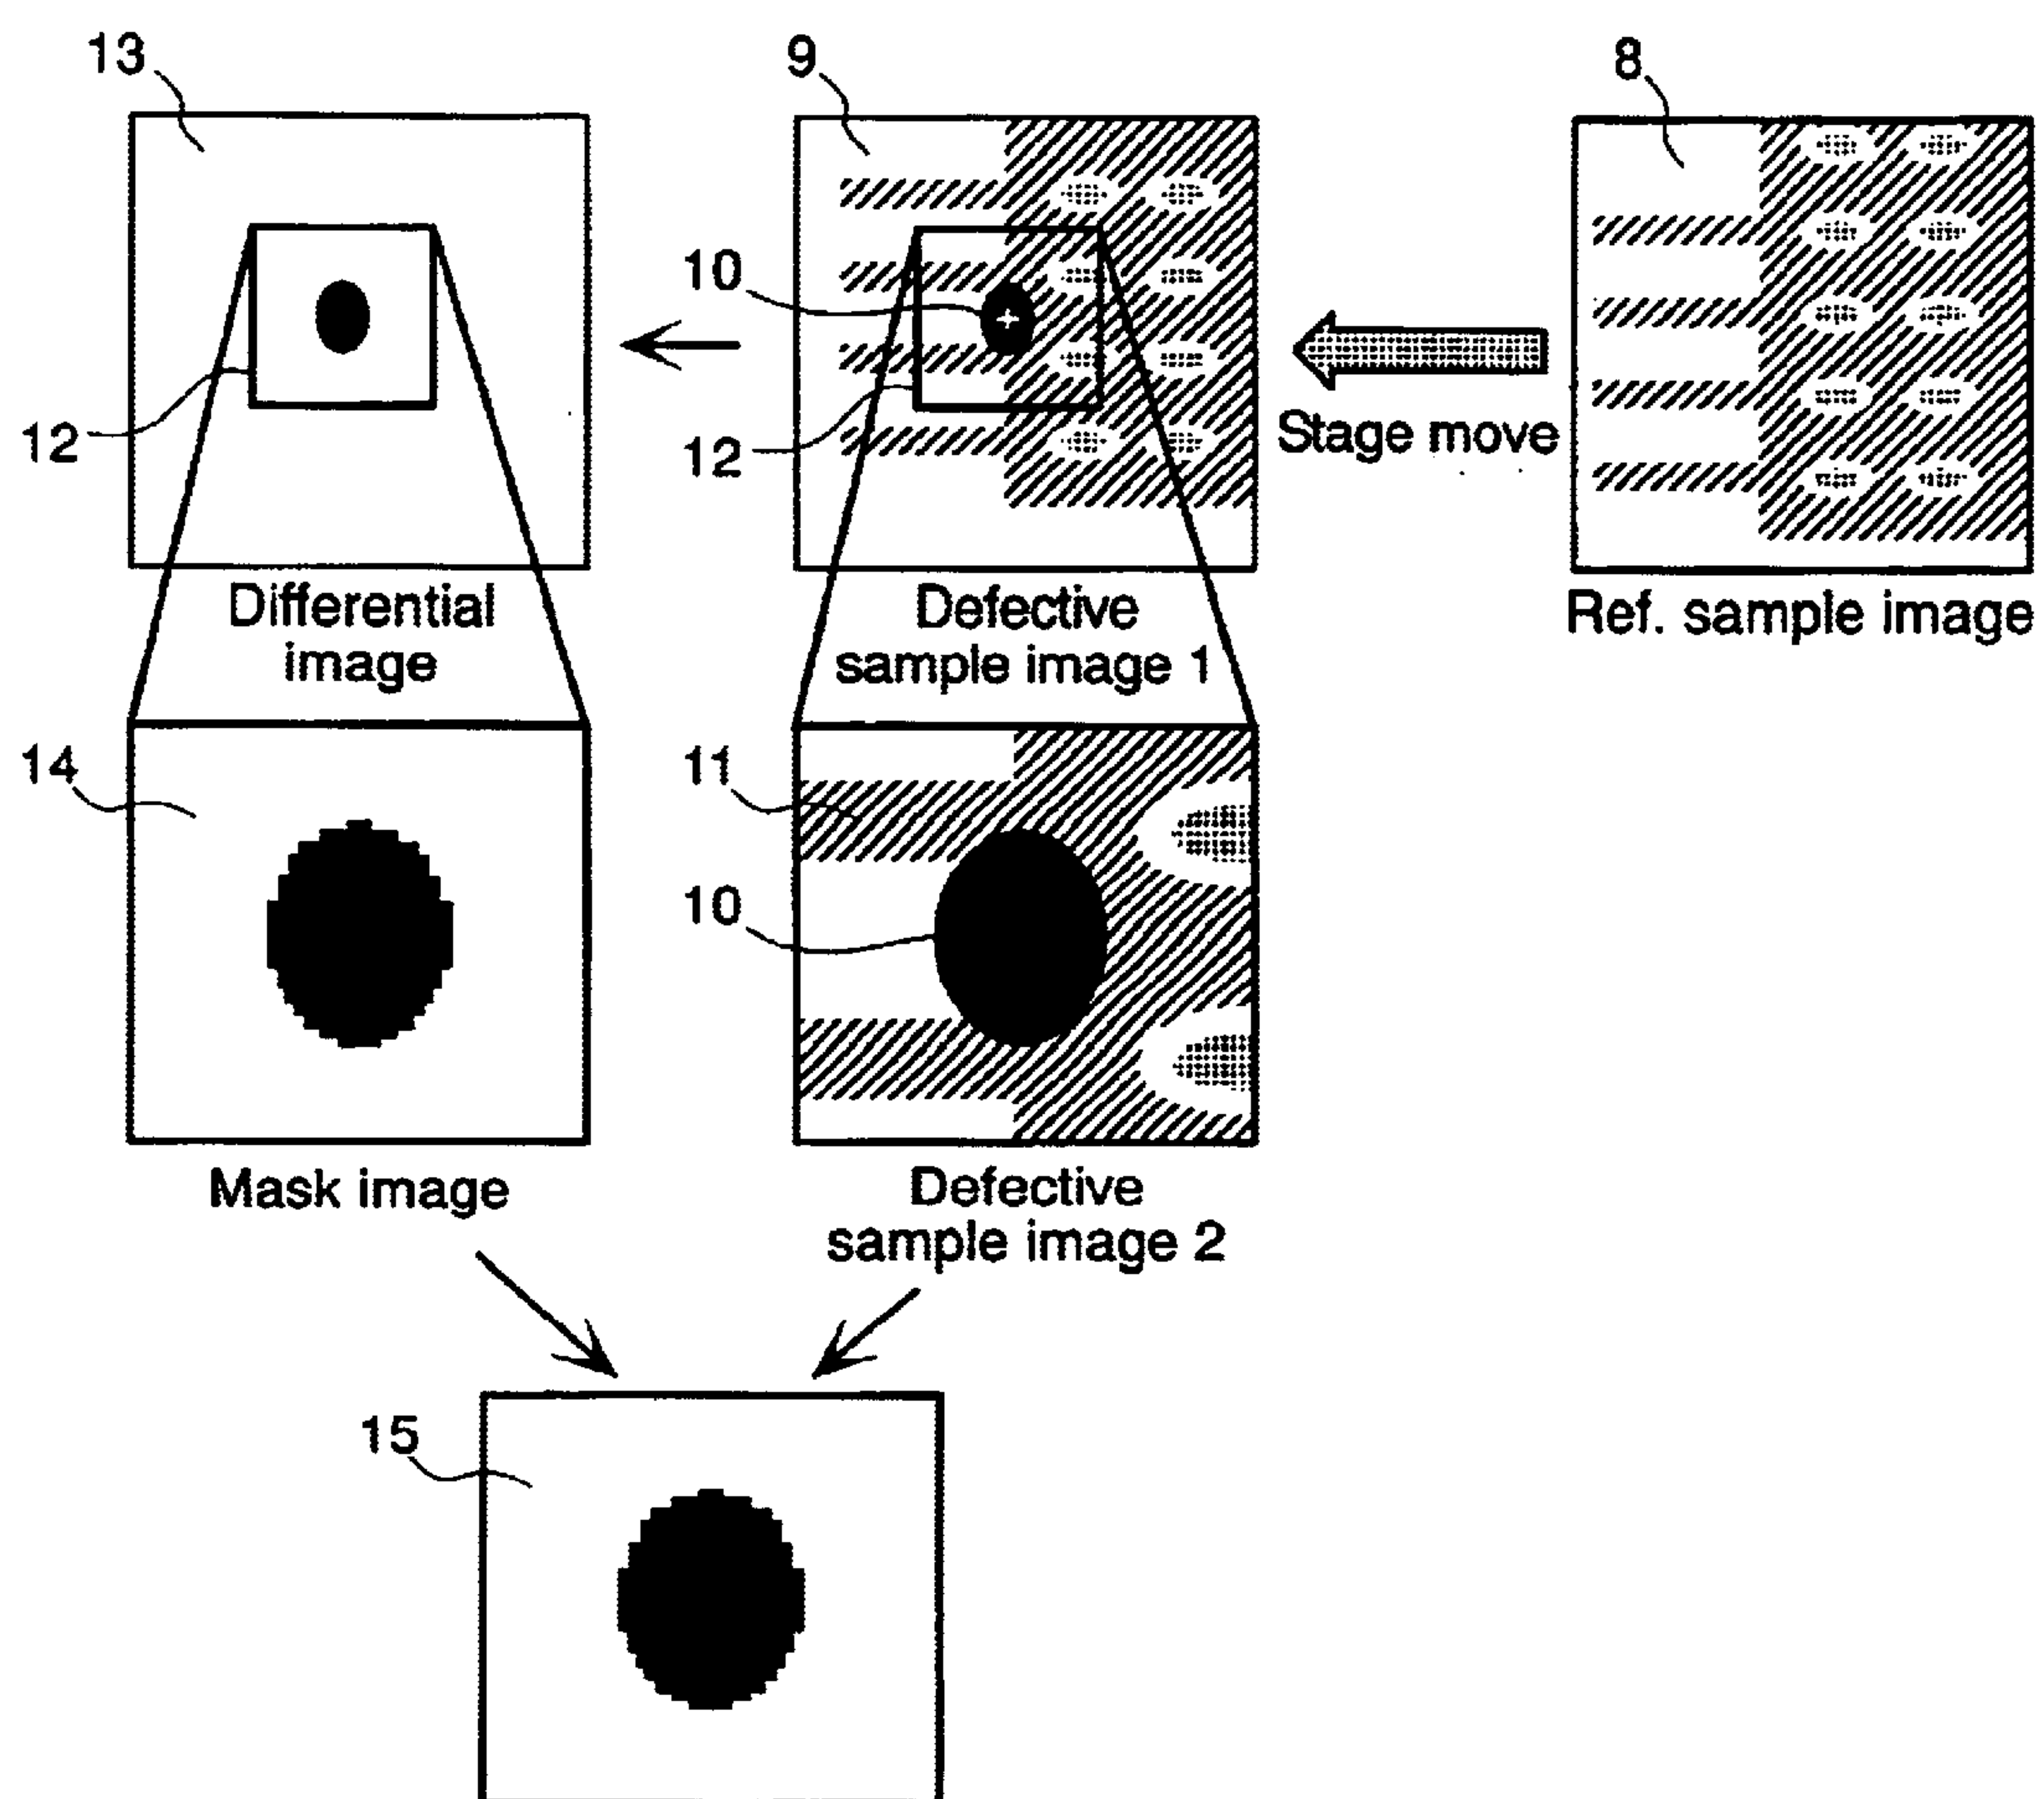 13
9
8
10
12
12
Stage move
Differential
image
Defective
sample image 1
Ref. sample image
14
11
10
Mask image
Defective
sample image 2
15